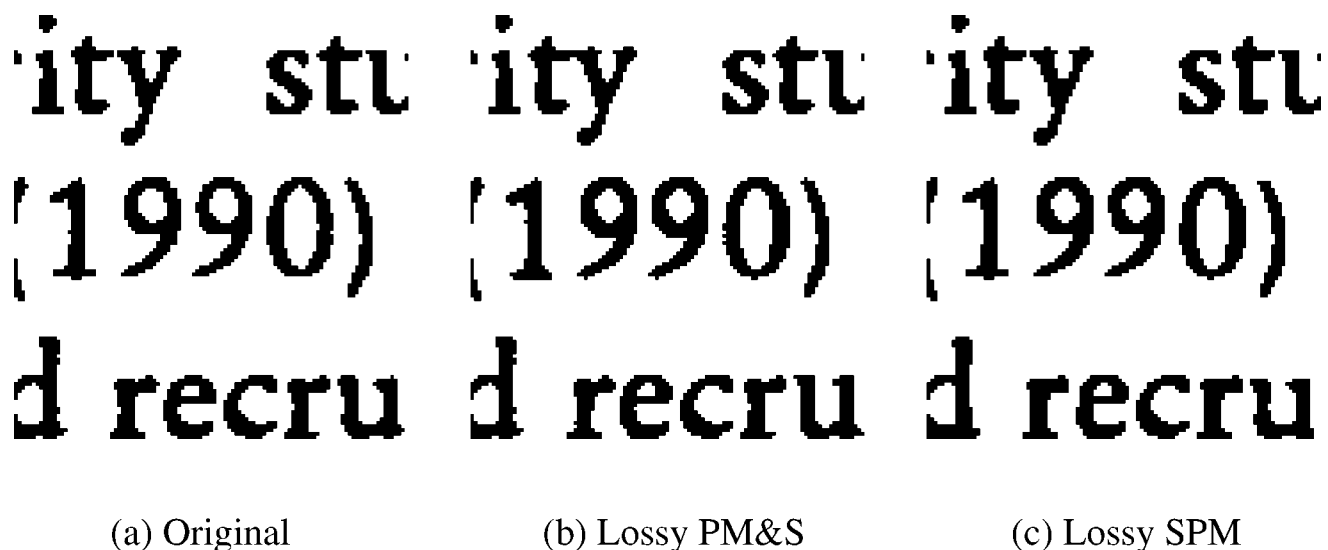 ity stu
(1990)
d recru
(a) Original
ity stu
(1990)
d recru
(b) Lossy PM&S
ity stu
(1990)
d recru
(c) Lossy SPM